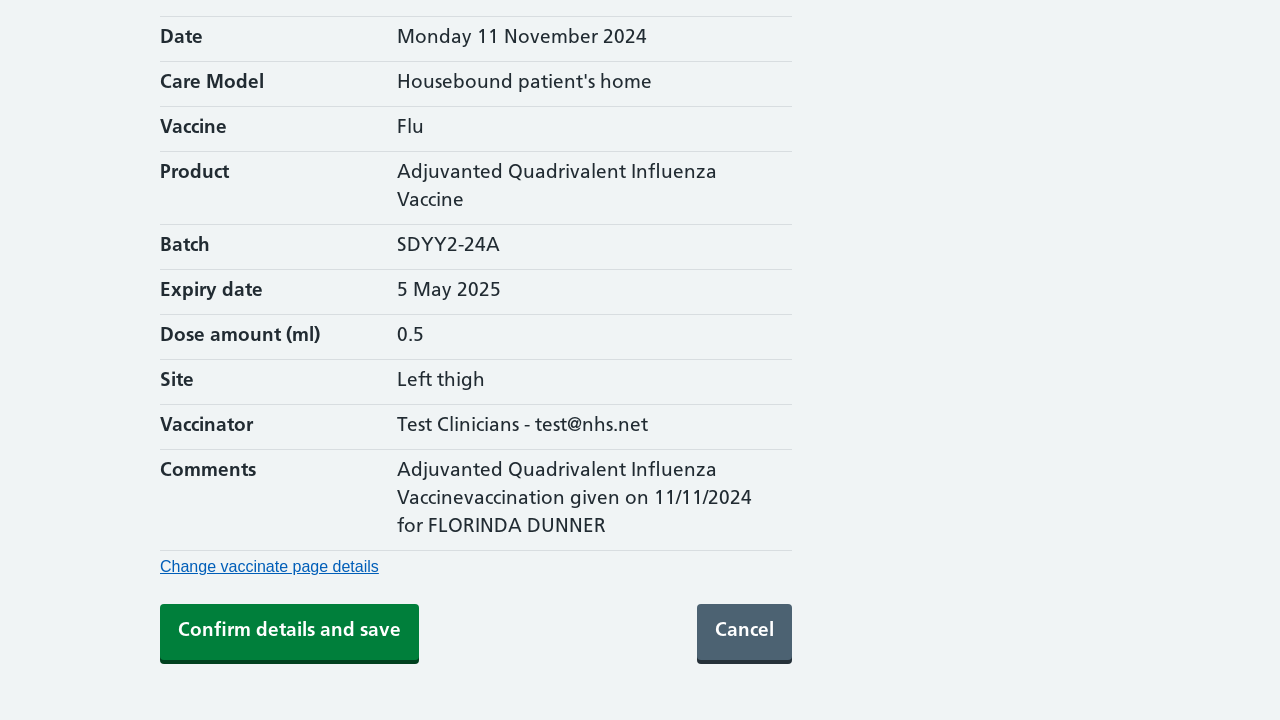 Date Monday 11 November 2024
Care Model Housebound patient's home
Vaccine Flu
Product Adjuvanted Quadrivalent Influenza
Vaccine
Batch SDYY2-24A
Expiry date 5 May 2025
Dose amount (ml) 0.5
Site Left thigh
Vaccinator Test Clinicians - test@nhs.net
Comments Adjuvanted Quadrivalent Influenza
Vaccinevaccination given on 11/11/2024
for FLORINDA DUNNER
Change vaccinate page details
Confirm details and save Cancel